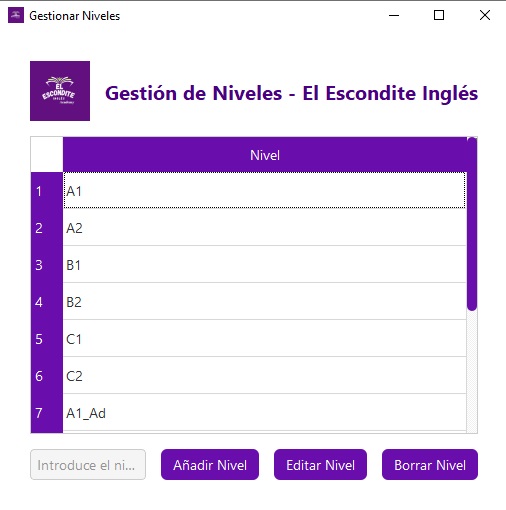 Gestionar Niveles
EL
ESCONDITE
INGLÉS
Gestión de Niveles - El Escondite Inglés
Nivel
1 A1
2 A2
3 B1
4 B2
5 C1
6 C2
7 A1_Ad
Introduce el ni...
Añadir Nivel
Editar Nivel
Borrar Nivel